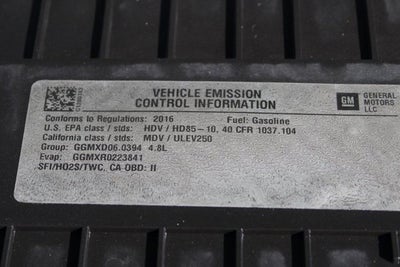 VEHICLE EMISSION
CONTROL INFORMATION
GM GENERAL MOTORS LLC
Conforms to Regulations: 2016 Fuel: Gasoline
U.S. EPA class / stds: HDV / HD85-10, 40 CFR 1037.104
California class / stds: MDV / ULEV250
Group: GGMXD06.0394 4.8L
Evap: GGMXR0223841
SFI/HO2S/TWC, CA-OBD: II